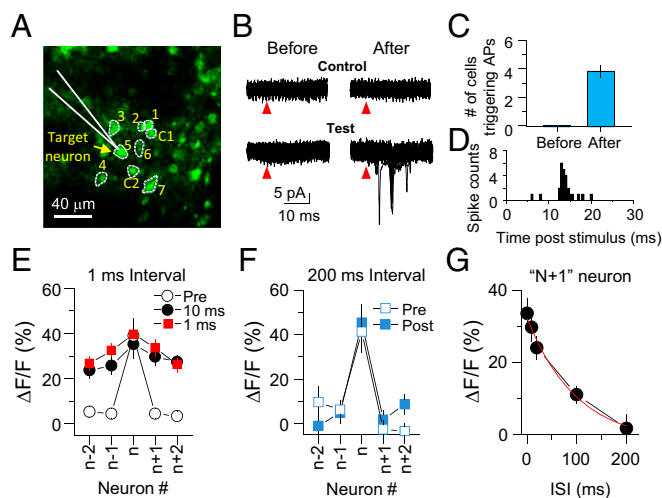 A
3
2
1
C1
Target
neuron
5
6
4
C2
7
40 μm
B
Before
After
Control
Test
5 pA
10 ms
C
# of cells
triggering APs
6
4
2
0
Before
After
D
Spike counts
6
4
2
0
0
10
20
30
Time post stimulus (ms)
E
1 ms Interval
Pre
10 ms
1 ms
ΔF/F (%)
60
40
20
0
n-2
n-1
n
n+1
n+2
Neuron #
F
200 ms Interval
Pre
Post
ΔF/F (%)
60
40
20
0
n-2
n-1
n
n+1
n+2
Neuron #
G
"N+1" neuron
ΔF/F (%)
40
20
0
0
100
200
ISI (ms)